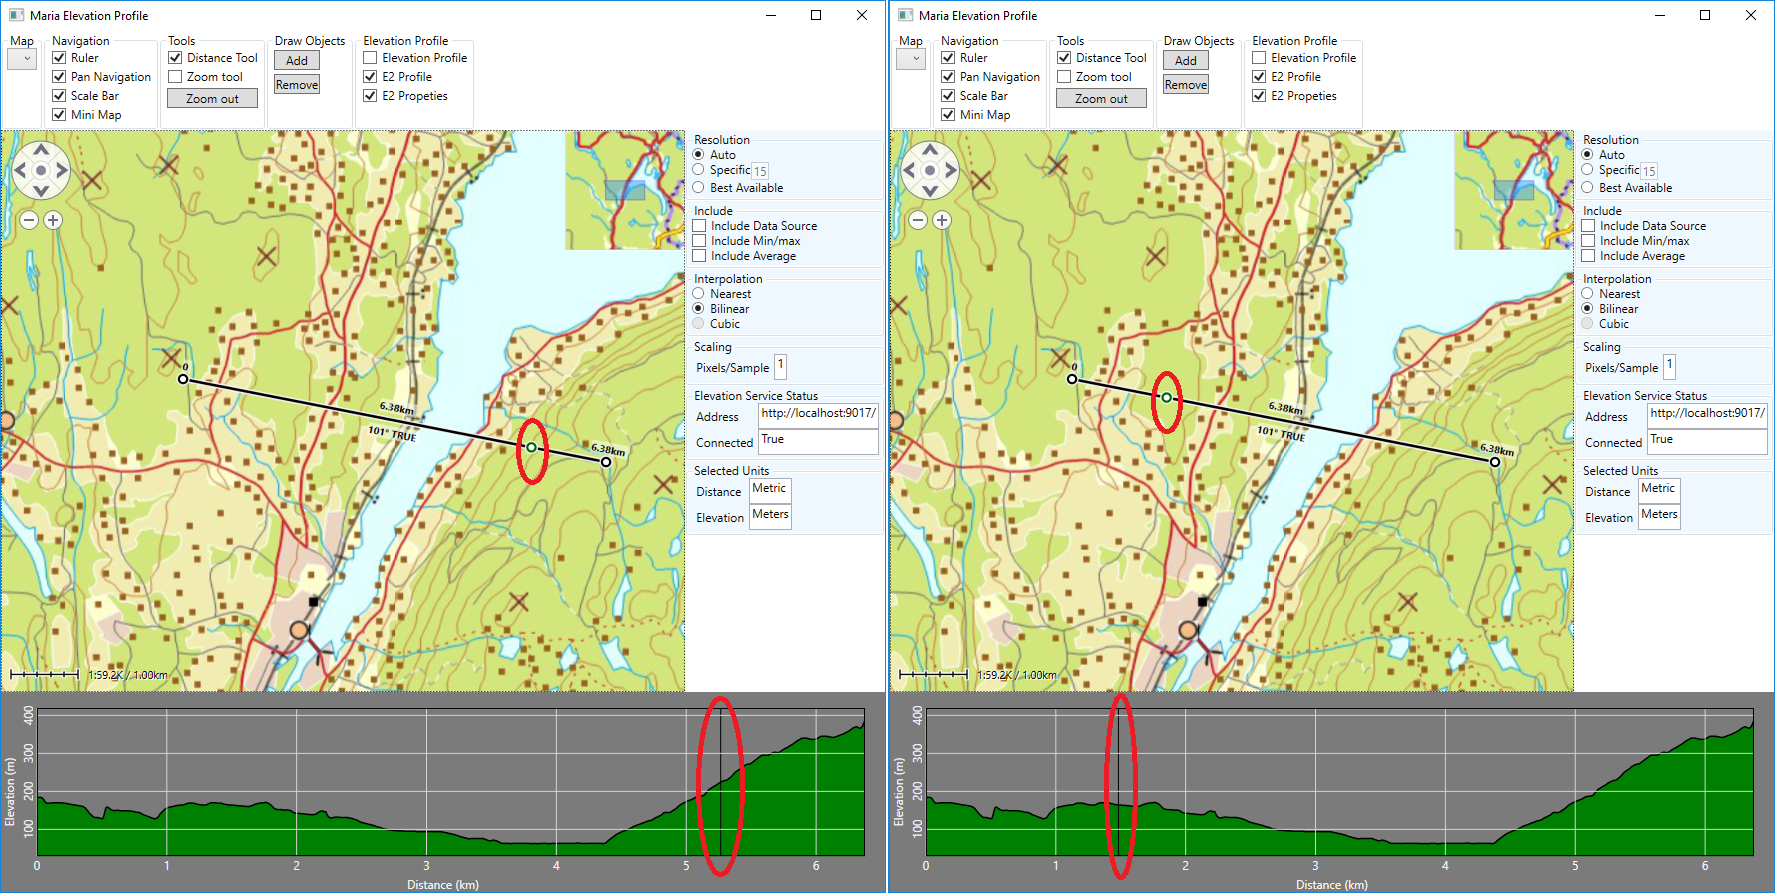 Maria Elevation Profile
Map
Navigation
Ruler
Pan Navigation
Scale Bar
Mini Map
Tools
Distance Tool
Zoom tool
Zoom out
Draw Objects
Add
Remove
Elevation Profile
Elevation Profile
E2 Profile
E2 Propeties
0
6.38km
101° TRUE
6.38km
1:59.2K / 1.00km
Resolution
Auto
Specific 15
Best Available
Include
Include Data Source
Include Min/max
Include Average
Interpolation
Nearest
Bilinear
Cubic
Scaling
Pixels/Sample 1
Elevation Service Status
Address http://localhost:9017/
Connected True
Selected Units
Distance Metric
Elevation Meters
Elevation (m)
400
300
200
100
0 1 2 3 4 5 6
Distance (km)
Maria Elevation Profile
Map
Navigation
Ruler
Pan Navigation
Scale Bar
Mini Map
Tools
Distance Tool
Zoom tool
Zoom out
Draw Objects
Add
Remove
Elevation Profile
Elevation Profile
E2 Profile
E2 Propeties
0
6.38km
101° TRUE
6.38km
1:59.2K / 1.00km
Resolution
Auto
Specific 15
Best Available
Include
Include Data Source
Include Min/max
Include Average
Interpolation
Nearest
Bilinear
Cubic
Scaling
Pixels/Sample 1
Elevation Service Status
Address http://localhost:9017/
Connected True
Selected Units
Distance Metric
Elevation Meters
Elevation (m)
400
300
200
100
0 1 2 3 4 5 6
Distance (km)